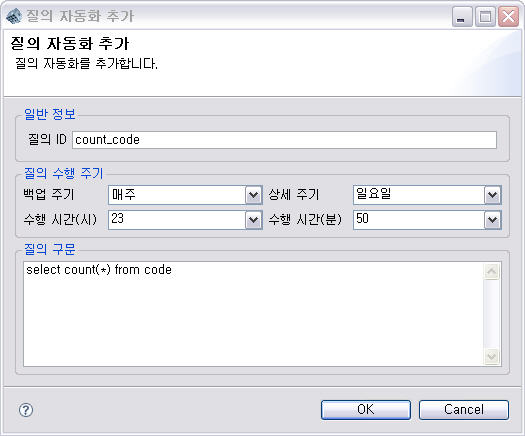 질의 자동화 추가
질의 자동화 추가
질의 자동화를 추가합니다.
일반 정보
질의 ID count_code
질의 수행 주기
백업 주기 매주 상세 주기 일요일
수행 시간(시) 23 수행 시간(분) 50
질의 구문
select count(*) from code
? OK Cancel